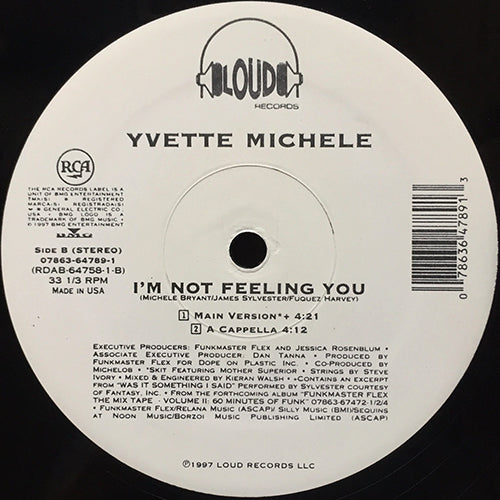 LOUD
RECORDS
YVETTE MICHELE
RCA
THE RCA RECORDS LABEL IS A
UNIT OF BMG ENTERTAINMENT
TMK(S) ® REGISTERED
MARCA(S) REGISTRADA(S)
GENERAL ELECTRIC CO.,
USA • BMG LOGO IS A
TRADEMARK OF BMG MUSIC •
© 1997 BMG ENTERTAINMENT
BMG
SIDE B (STEREO)
07863-64789-1
(RDAB-64758-1-B)
33 1/3 RPM
MADE IN USA
0 78636 47891 3
I'M NOT FEELING YOU
(MICHELE BRYANT/JAMES SYLVESTER/FUQUEZ HARVEY)
1 MAIN VERSION*+ 4:21
2 A CAPPELLA 4:12
EXECUTIVE PRODUCERS: FUNKMASTER FLEX AND JESSICA ROSENBLUM •
ASSOCIATE EXECUTIVE PRODUCER: DAN TANNA • PRODUCED BY
FUNKMASTER FLEX FOR DOPE ON PLASTIC INC. • CO-PRODUCED BY
MICHELOB • *SKIT FEATURING MOTHER SUPERIOR • STRINGS BY STEVE
IVORY • MIXED & ENGINEERED BY KIERAN WALSH • +CONTAINS AN EXCERPT
FROM "WAS IT SOMETHING I SAID" PERFORMED BY SYLVESTER COURTESY
OF FANTASY, INC. • FROM THE FORTHCOMING ALBUM "FUNKMASTER FLEX
THE MIX TAPE - VOLUME II: 60 MINUTES OF FUNK" 07863-67472-1/2/4
• FUNKMASTER FLEX/RELANA MUSIC (ASCAP)/ SILLY MUSIC (BMI)/SEQUINS
AT NOON MUSIC/BORZOI MUSIC PUBLISHING LIMITED (ASCAP)
℗1997 LOUD RECORDS LLC